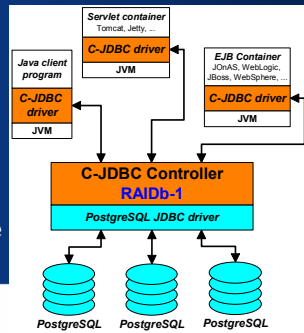 Servlet container
Tomcat, Jetty, ...
C-JDBC driver
JVM
Java client
program
C-JDBC
driver
JVM
EJB Container
JOnAS, WebLogic,
JBoss, WebSphere, ...
C-JDBC driver
JVM
C-JDBC Controller
RAIDb-1
PostgreSQL JDBC driver
e
PostgreSQL
PostgreSQL
PostgreSQL